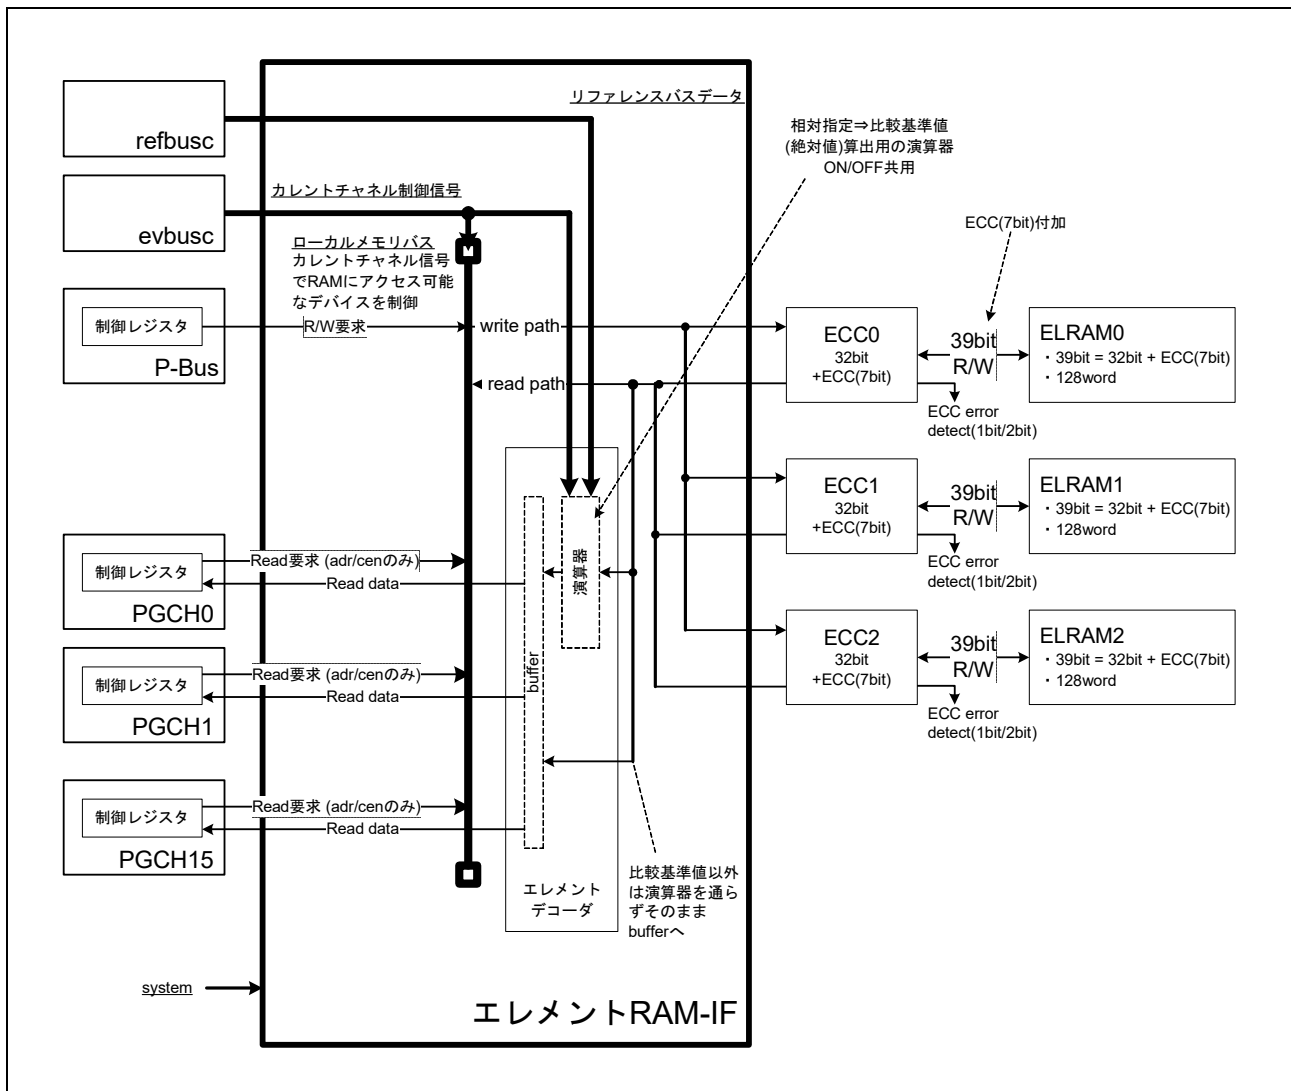 リファレンスバスデータ
refbusc
相対指定⇒比較基準値
(絶対値)算出用の演算器
ON/OFF共用
カレントチャネル制御信号
evbusc
ECC(7bit)付加
ローカルメモリバス
カレントチャネル信号
でRAMにアクセス可能
なデバイスを制御
制御レジスタ
P-Bus
R/W要求
write path
read path
ECC0
32bit
+ECC(7bit)
39bit
R/W
ELRAM0
・39bit = 32bit + ECC(7bit)
・128word
ECC error
detect(1bit/2bit)
ECC1
32bit
+ECC(7bit)
39bit
R/W
ELRAM1
・39bit = 32bit + ECC(7bit)
・128word
ECC error
detect(1bit/2bit)
制御レジスタ
PGCH0
Read要求 (adr/cenのみ)
Read data
演算器
buffer
ECC2
32bit
+ECC(7bit)
39bit
R/W
ELRAM2
・39bit = 32bit + ECC(7bit)
・128word
ECC error
detect(1bit/2bit)
制御レジスタ
PGCH1
Read要求 (adr/cenのみ)
Read data
制御レジスタ
PGCH15
Read要求 (adr/cenのみ)
Read data
エレメント
デコーダ
比較基準値以外
は演算器を通ら
ずそのまま
bufferへ
system
エレメントRAM-IF